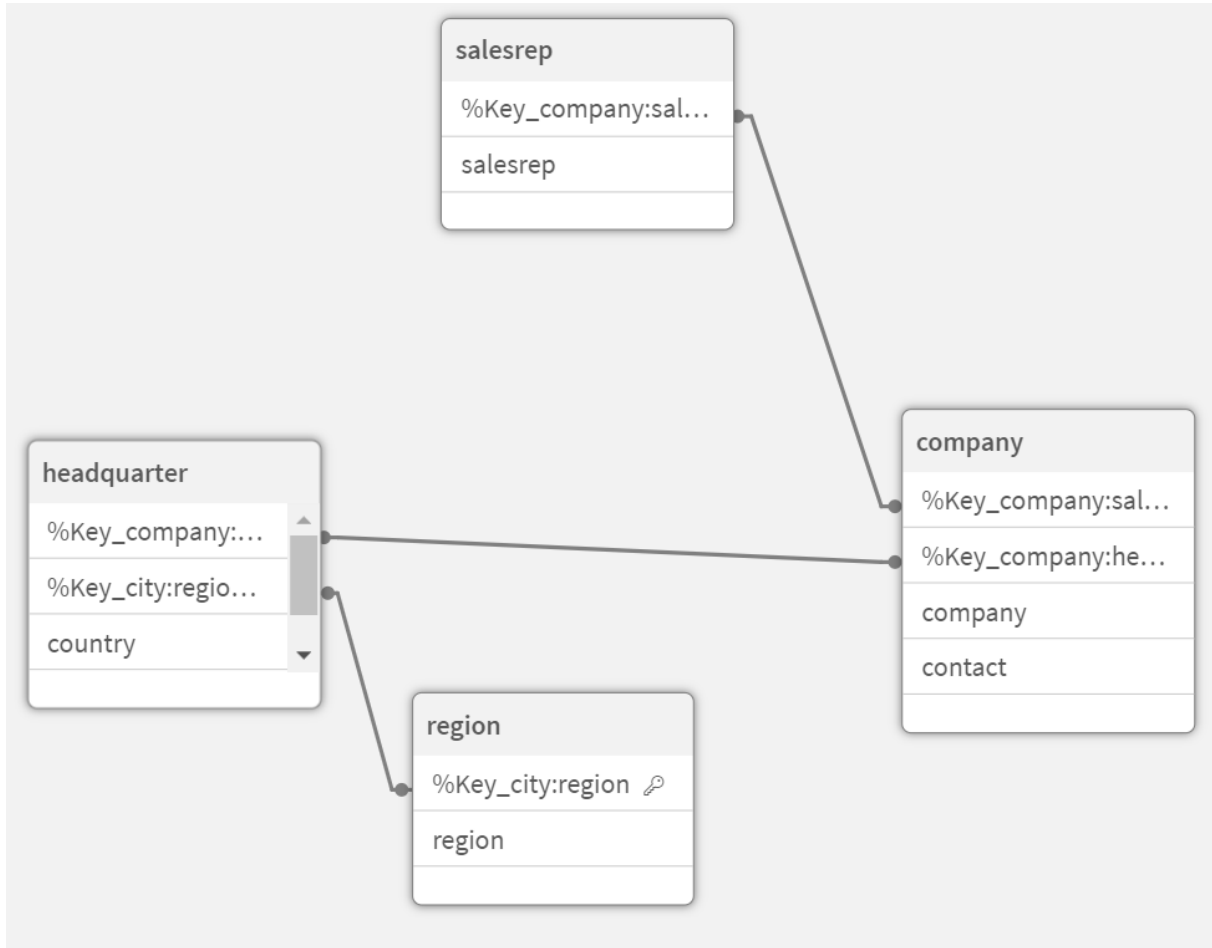 salesrep
%Key_company:sal...
salesrep
headquarter
%Key_company:...
%Key_city:regio...
country
company
%Key_company:sal...
%Key_company:he...
company
contact
region
%Key_city:region
region